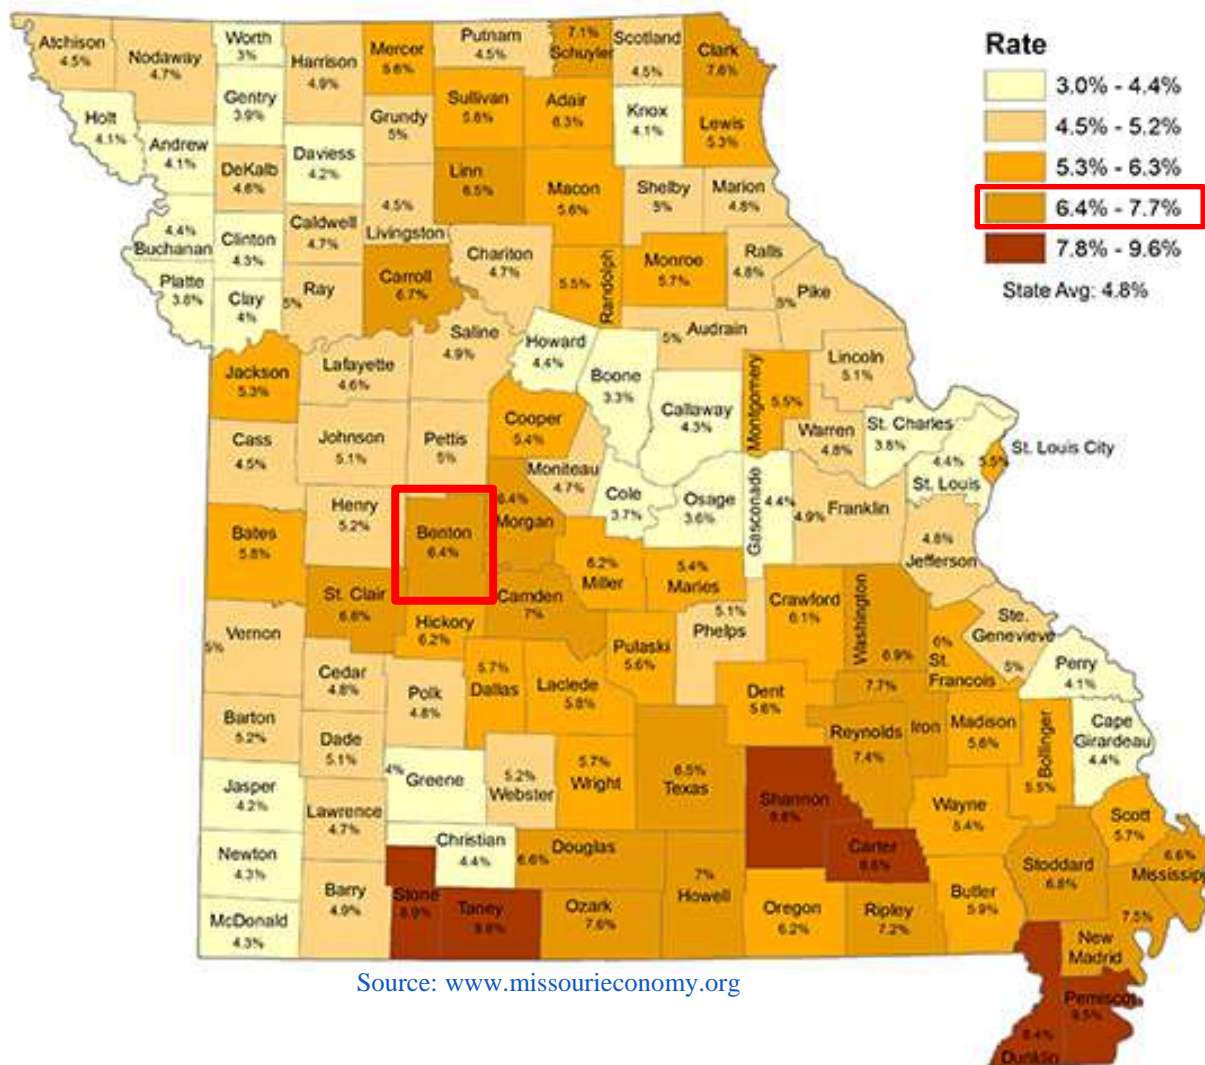 Rate
3.0% - 4.4%
4.5% - 5.2%
5.3% - 6.3%
6.4% - 7.7%
7.8% - 9.6%
State Avg: 4.8%
Atchison
4.5%
Nodaway
4.7%
Worth
3%
Harrison
4.9%
Mercer
5.6%
Putnam
4.5%
7.1%
Schuyler
Scotland
4.5%
Clark
7.6%
Holt
4.1%
Andrew
4.1%
Gentry
3.9%
Daviess
4.2%
Grundy
5%
Sullivan
5.8%
Adair
6.3%
Knox
4.1%
Lewis
5.3%
DeKalb
4.6%
Linn
6.5%
Macon
5.6%
Shelby
5%
Marion
4.8%
4.4%
Buchanan
Clinton
4.3%
Caldwell
4.7%
4.5%
Livingston
Chariton
4.7%
5.5%
Randolph
Monroe
5.7%
Ralls
4.8%
5%
Pike
Platte
3.8%
Clay
4%
5%
Ray
Carroll
6.7%
Saline
4.9%
Howard
4.4%
Boone
3.3%
5%
Audrain
Lincoln
5.1%
Jackson
5.3%
Lafayette
4.6%
Callaway
4.3%
Montgomery
5.5%
Warren
4.8%
St. Charles
3.8%
4.4%
St. Louis
5.5%
St. Louis City
Cass
4.5%
Johnson
5.1%
Pettis
5%
Cooper
5.4%
Moniteau
4.7%
Cole
3.7%
Osage
3.6%
Gasconade
4.4%
4.9%
Franklin
4.8%
Jefferson
Bates
5.8%
Henry
5.2%
Benton
6.4%
6.4%
Morgan
6.2%
Miller
5.4%
Maries
5.1%
Phelps
Crawford
6.1%
Washington
6.9%
6%
St.
Francois
Ste.
Genevieve
5%
Perry
4.1%
Vernon
5%
St. Clair
6.8%
Hickory
6.2%
Camden
7%
Pulaski
5.6%
Dent
5.6%
7.7%
Iron
Madison
5.6%
Bollinger
5.5%
Cape
Girardeau
4.4%
Barton
5.2%
Cedar
4.8%
Polk
4.8%
5.7%
Dallas
Laclede
5.8%
Reynolds
7.4%
Jasper
4.2%
Dade
5.1%
4%
Greene
5.2%
Webster
5.7%
Wright
6.5%
Texas
Shannon
Carter
Wayne
5.4%
Scott
5.7%
Newton
4.3%
Lawrence
4.7%
Christian
4.4%
6.6%
Douglas
7%
Howell
Stoddard
6.8%
6.6%
Mississippi
McDonald
4.3%
Barry
4.9%
Stone
Taney
Ozark
7.6%
Oregon
6.2%
Ripley
7.2%
Butler
5.9%
7.5%
New
Madrid
Pemiscot
9.5%
8.4%
Dunklin
Source: www.missourieconomy.org